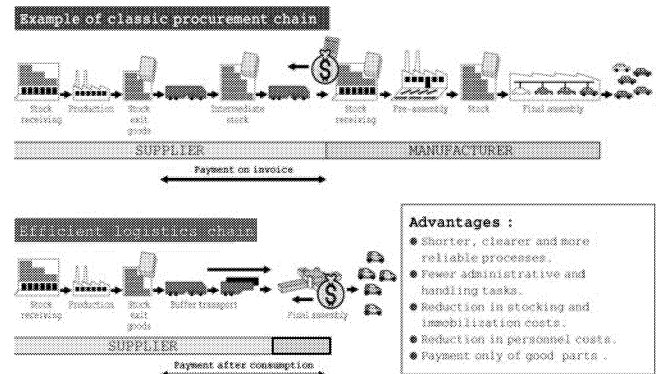 Example of classic procurement chain
$
Stock
receiving
Production
Stock
exit
goods
Intermediate
stock
Stock
receiving
Pre-assembly
Stock
Final assembly
SUPPLIER
MANUFACTURER
Payment on invoice
Efficient logistics chain
$
Stock
receiving
Production
Stock
exit
goods
Buffer transport
Final assembly
SUPPLIER
Payment after consumption
Advantages :
● Shorter, clearer and more
reliable processes.
● Fewer administrative and
handling tasks.
● Reduction in stocking and
immobilization costs.
● Reduction in personnel costs.
● Payment only of good parts .